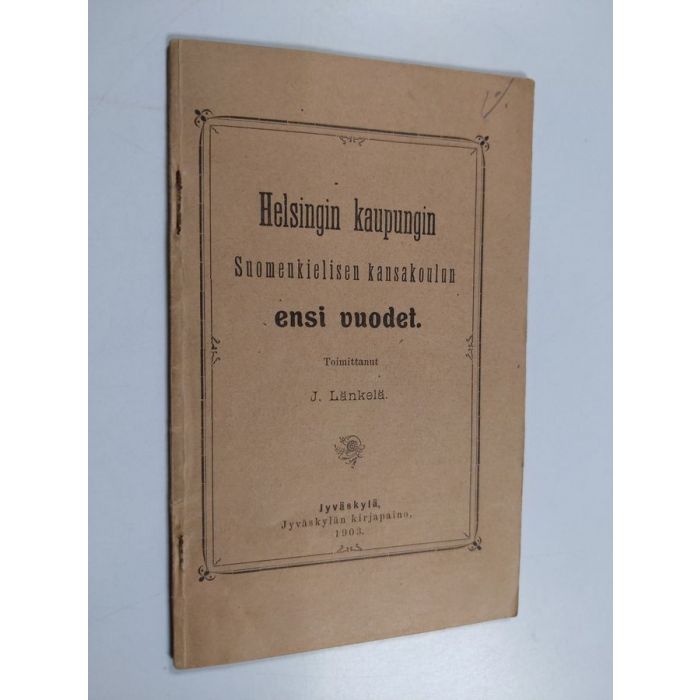 Helsingin kaupungin
Suomenkielisen kansakoulun
ensi vuodet.
Toimittanut
J. Länkelä.
Jyväskylä,
Jyväskylän kirjapaino,
1903.